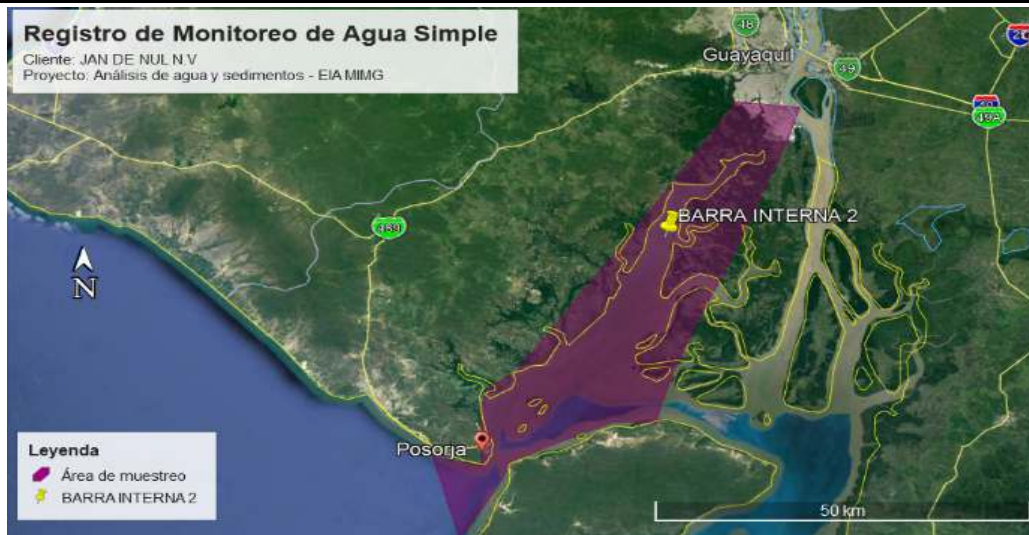 Registro de Monitoreo de Agua Simple
Cliente: JAN DE NUL N.V
Proyecto: Análisis de agua y sedimentos - EIA MIMG
48
Guayaquil
49
49A
BARRA INTERNA 2
489
N
Posorja
Leyenda
Área de muestreo
BARRA INTERNA 2
50 km